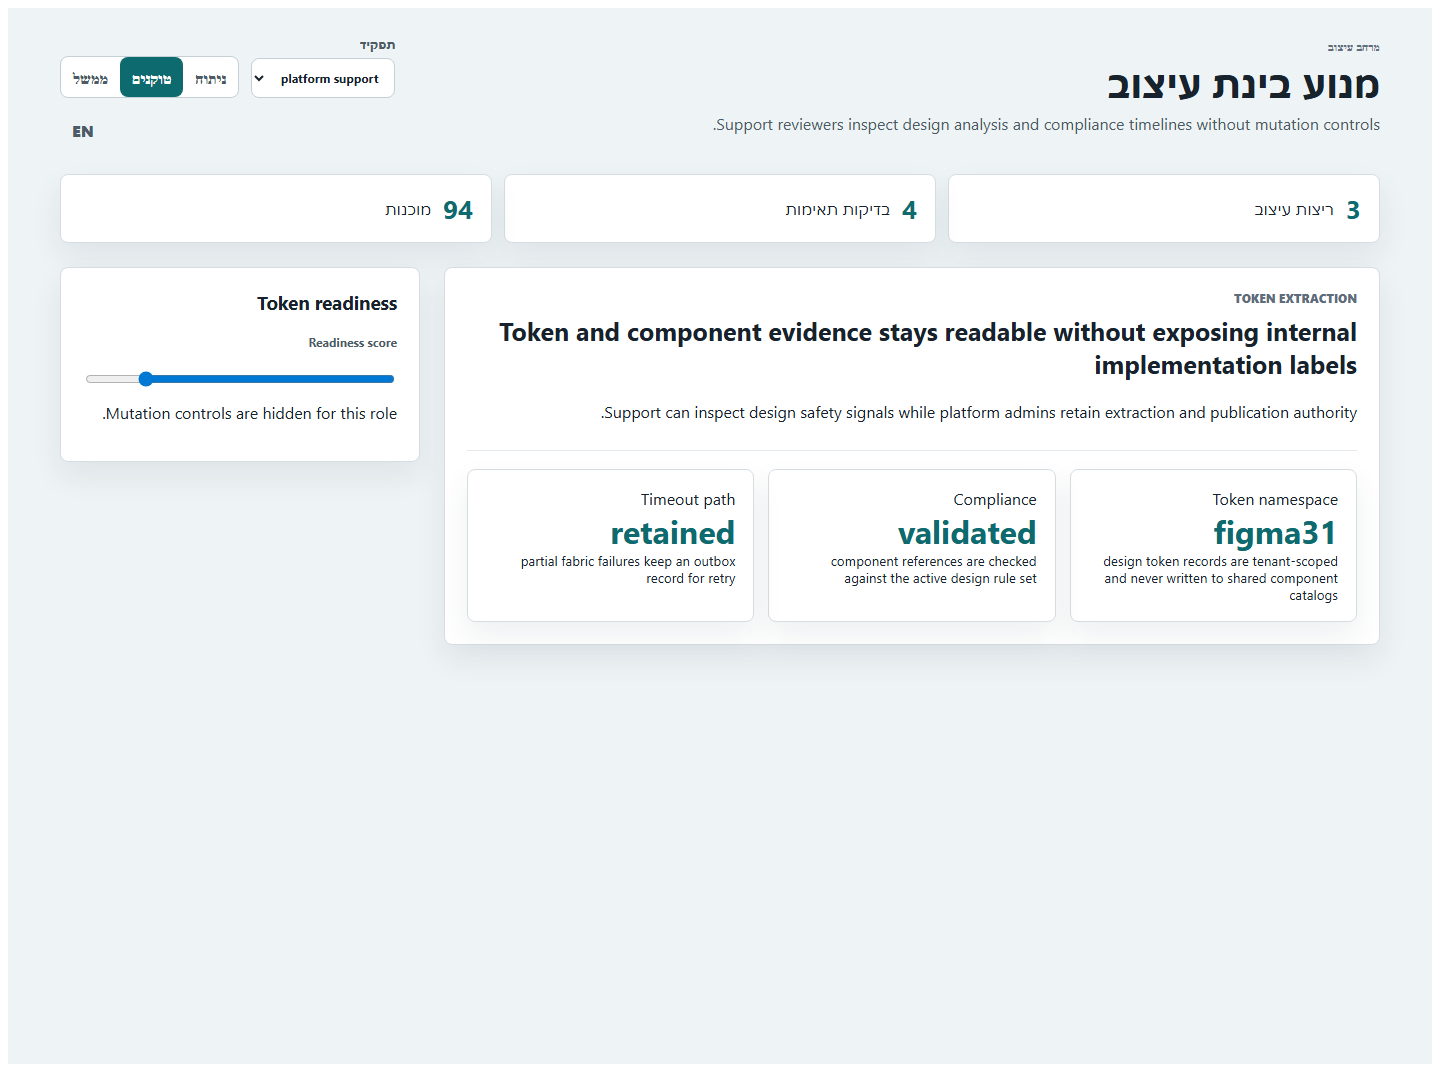 מרחב עיצוב
מנוע בינת עיצוב
Support reviewers inspect design analysis and compliance timelines without mutation controls.
תפקיד
platform support
ניתוח
טוקנים
ממשל
EN
3 ריצות עיצוב
4 בדיקות תאימות
94 מוכנות
TOKEN EXTRACTION
Token and component evidence stays readable without exposing internal
implementation labels
Support can inspect design safety signals while platform admins retain extraction and publication authority.
Token namespace
figma31
design token records are tenant-scoped
and never written to shared component
catalogs
Compliance
validated
component references are checked
against the active design rule set
Timeout path
retained
partial fabric failures keep an outbox
record for retry
Token readiness
Readiness score
Mutation controls are hidden for this role.